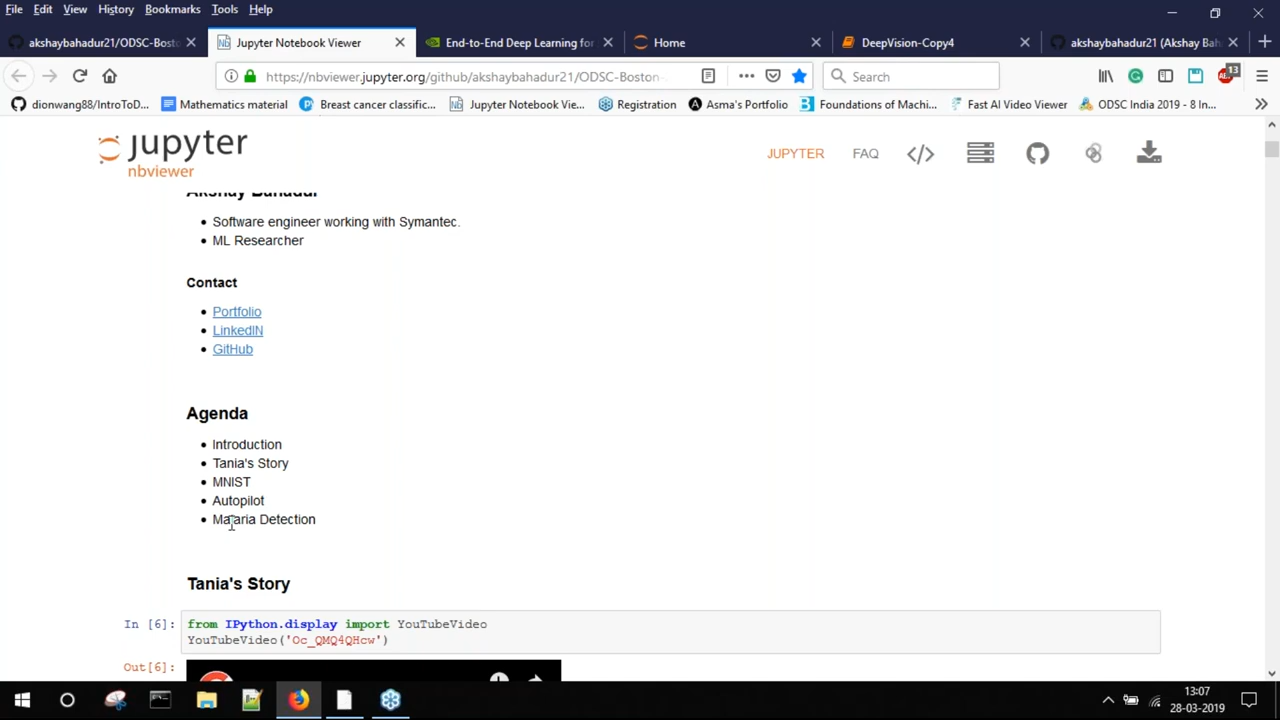 File Edit View History Bookmarks Tools Help
akshaybahadur21/ODSC-Bosto
Jupyter Notebook Viewer
End-to-End Deep Learning for
Home
DeepVision-Copy4
akshaybahadur21 (Akshay Bah
https://nbviewer.jupyter.org/github/akshaybahadur21/ODSC-Boston-
Search
13
dionwang88/IntroToD...
Mathematics material
Breast cancer classific...
Jupyter Notebook Vie...
Registration
Asma's Portfolio
Foundations of Machi...
Fast AI Video Viewer
ODSC India 2019 - 8 In...
jupyter
nbviewer
JUPYTER
FAQ
Akshay Bahadur
Software engineer working with Symantec.
ML Researcher
Contact
Portfolio
LinkedIN
GitHub
Agenda
Introduction
Tania's Story
MNIST
Autopilot
Malaria Detection
Tania's Story
In [6]: from IPython.display import YouTubeVideo
YouTubeVideo('Oc_QMQ4QHcw')
Out[6]:
13:07
28-03-2019